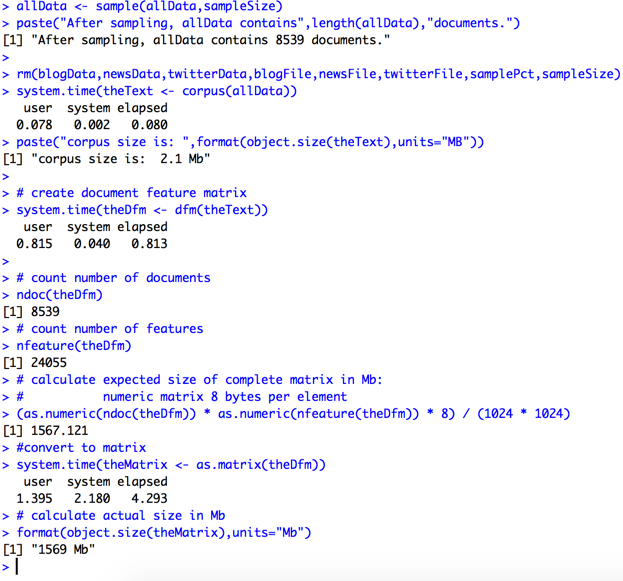 > allData <- sample(allData,sampleSize)
> paste("After sampling, allData contains",length(allData),"documents.")
[1] "After sampling, allData contains 8539 documents."
>
> rm(blogData,newsData,twitterData,blogFile,newsFile,twitterFile,samplePct,sampleSize)
> system.time(theText <- corpus(allData))
   user  system elapsed
  0.078   0.002   0.080
> paste("corpus size is: ",format(object.size(theText),units="MB"))
[1] "corpus size is:  2.1 Mb"
>
> # create document feature matrix
> system.time(theDfm <- dfm(theText))
   user  system elapsed
  0.815   0.040   0.813
>
> # count number of documents
> ndoc(theDfm)
[1] 8539
> # count number of features
> nfeature(theDfm)
[1] 24055
> # calculate expected size of complete matrix in Mb:
> #          numeric matrix 8 bytes per element
> (as.numeric(ndoc(theDfm)) * as.numeric(nfeature(theDfm)) * 8) / (1024 * 1024)
[1] 1567.121
> #convert to matrix
> system.time(theMatrix <- as.matrix(theDfm))
   user  system elapsed
  1.395   2.180   4.293
> # calculate actual size in Mb
> format(object.size(theMatrix),units="Mb")
[1] "1569 Mb"
>